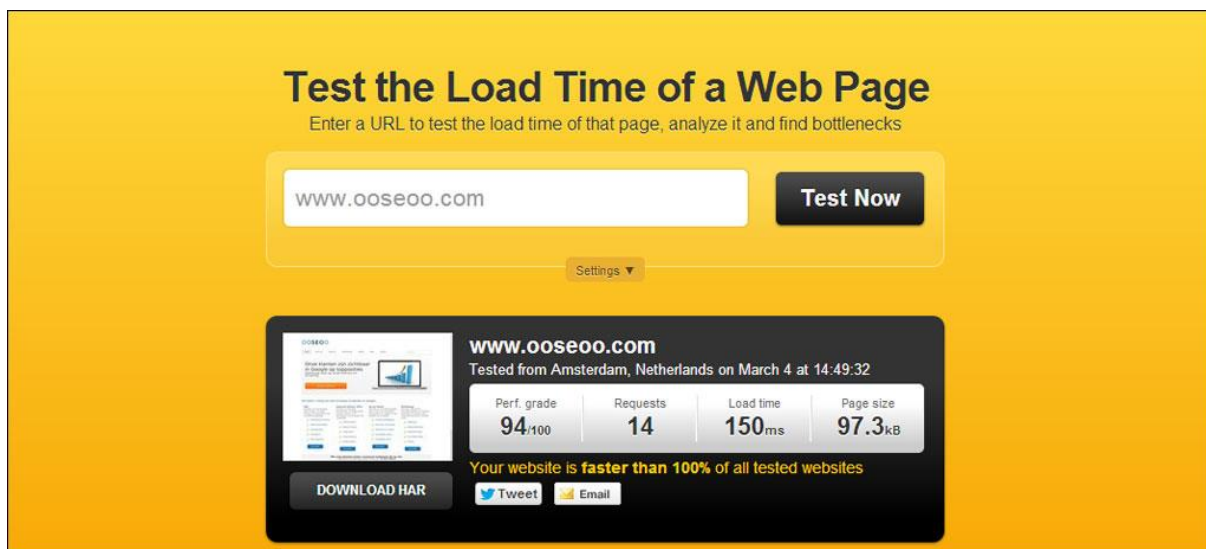 Test the Load Time of a Web Page
Enter a URL to test the load time of that page, analyze it and find bottlenecks
www.ooseoo.com
Test Now
Settings ▼
OOSEOO
www.ooseoo.com
Tested from Amsterdam, Netherlands on March 4 at 14:49:32
Perf. grade Requests Load time Page size
94/100 14 150ms 97.3kB
Your website is faster than 100% of all tested websites
DOWNLOAD HAR
Tweet Email